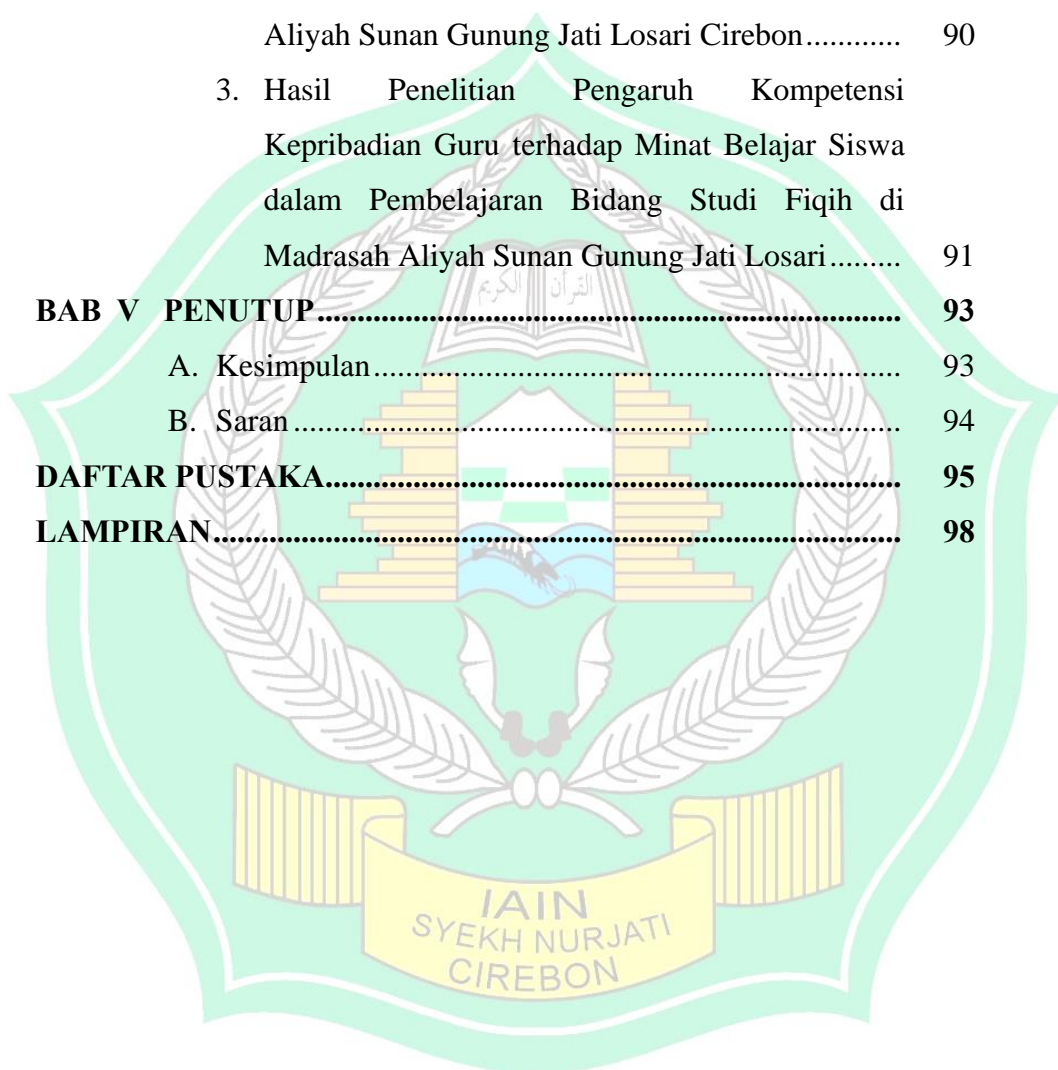 Aliyah Sunan Gunung Jati Losari Cirebon............ 90
3. Hasil Penelitian Pengaruh Kompetensi
Kepribadian Guru terhadap Minat Belajar Siswa
dalam Pembelajaran Bidang Studi Fiqih di
Madrasah Aliyah Sunan Gunung Jati Losari......... 91
BAB V PENUTUP.......................................................................... 93
A. Kesimpulan................................................................... 93
B. Saran ............................................................................. 94
DAFTAR PUSTAKA......................................................................... 95
LAMPIRAN....................................................................................... 98
القرآن الكريم
IAIN
SYEKH NURJATI
CIREBON